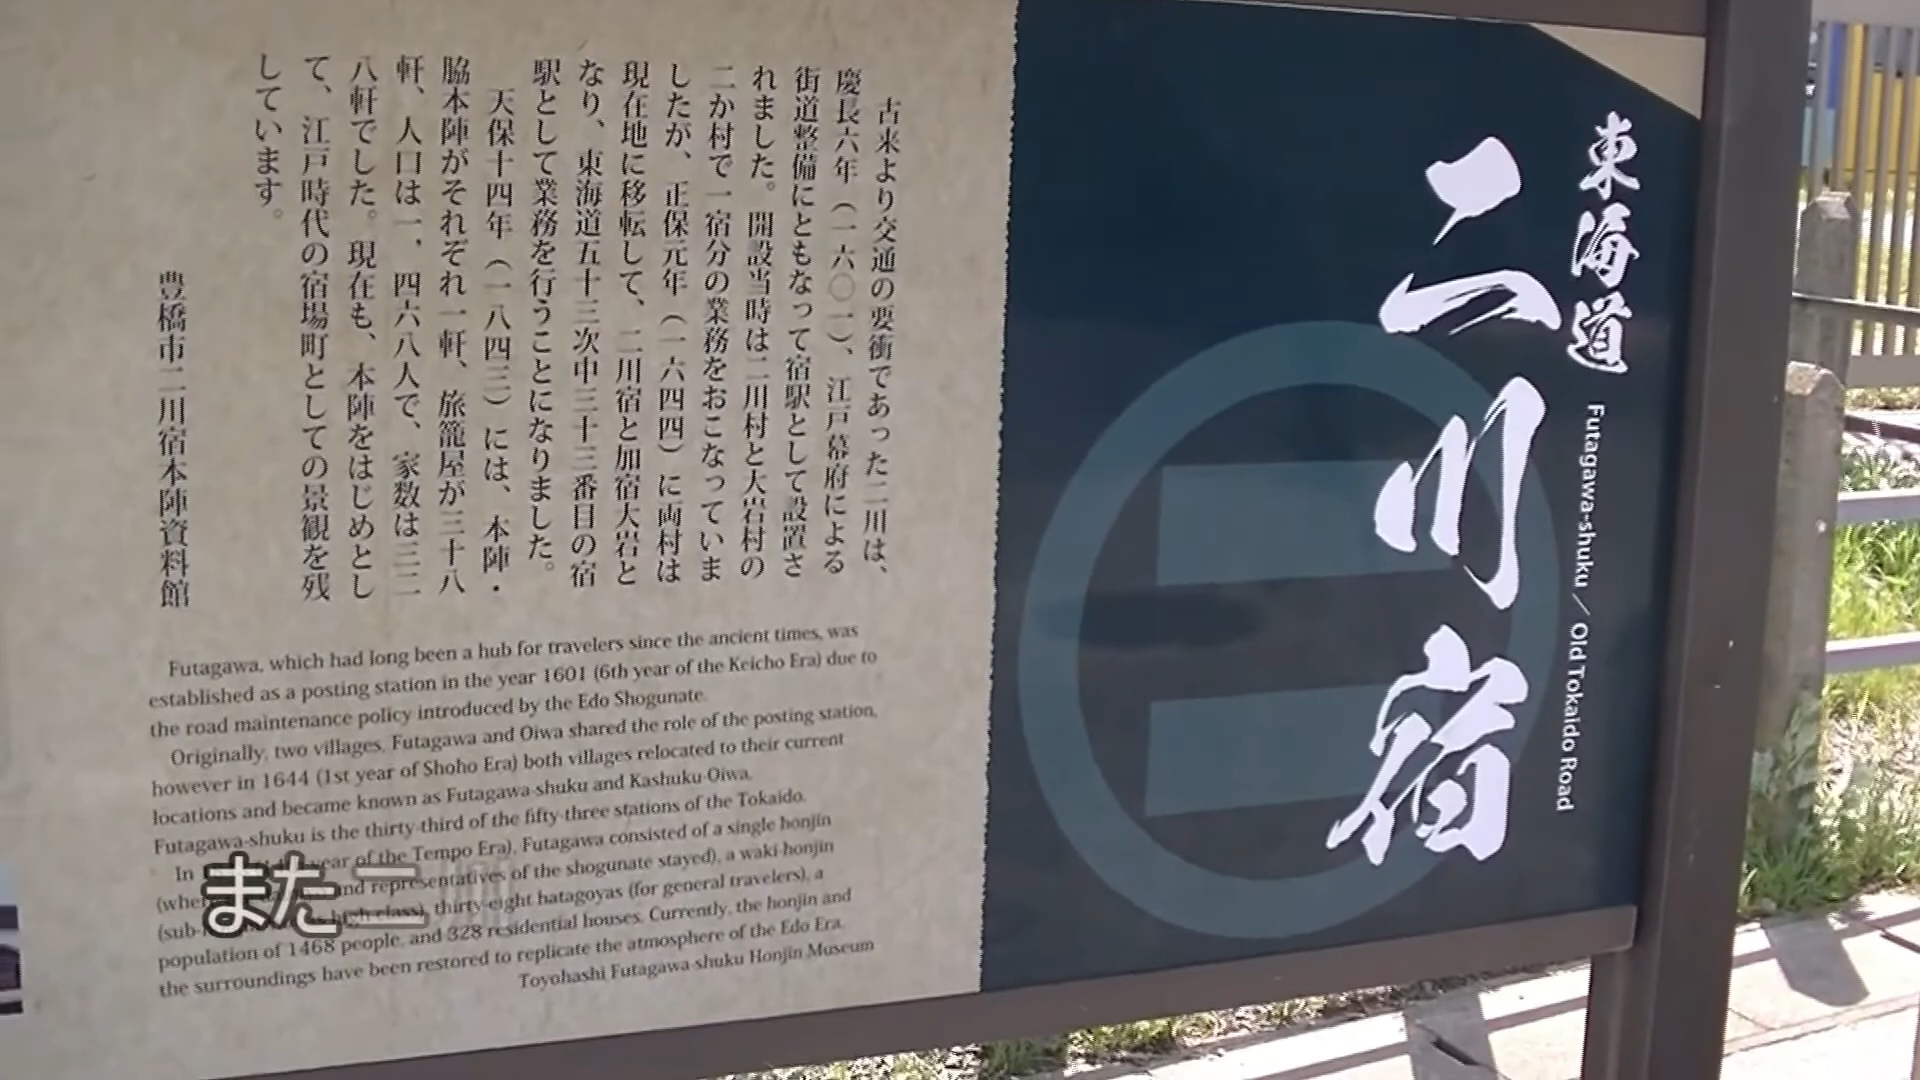 東海道
二川宿
Futagawa-shuku / Old Tokaido Road
古来より交通の要衝であった二川は、
慶長六年（一六〇一）、江戸幕府による
街道整備にともなって宿駅として設置さ
れました。開設当時は二川村と大岩村の
二か村で一宿分の業務をおこなっていま
したが、正保元年（一六四四）に両村は
現在地に移転して、二川宿と加宿大岩と
なり、東海道五十三次中三十三番目の宿
駅として業務を行うことになりました。
天保十四年（一八四三）には、本陣・
脇本陣がそれぞれ一軒、旅籠屋が三十八
軒、人口は一，四六八人で、家数は三二
八軒でした。現在も、本陣をはじめとし
て、江戸時代の宿場町としての景観を残
しています。
豊橋市二川宿本陣資料館
Futagawa, which had long been a hub for travelers since the ancient times, was
established as a posting station in the year 1601 (6th year of the Keicho Era) due to
the road maintenance policy introduced by the Edo Shogunate.
Originally, two villages, Futagawa and Oiwa shared the role of the posting station,
however in 1644 (1st year of Shoho Era) both villages relocated to their current
locations and became known as Futagawa-shuku and Kashuku-Oiwa.
Futagawa-shuku is the thirty-third of the fifty-three stations of the Tokaido.
In year of the Tempo Era), Futagawa consisted of a single honjin
and representatives of the shogunate stayed), a waki-honjin
high class), thirty-eight hatagoyas (for general travelers), a
population of 1468 people, and 328 residential houses. Currently, the honjin and
the surroundings have been restored to replicate the atmosphere of the Edo Era.
Toyohashi Futagawa-shuku Honjin Museum
また二